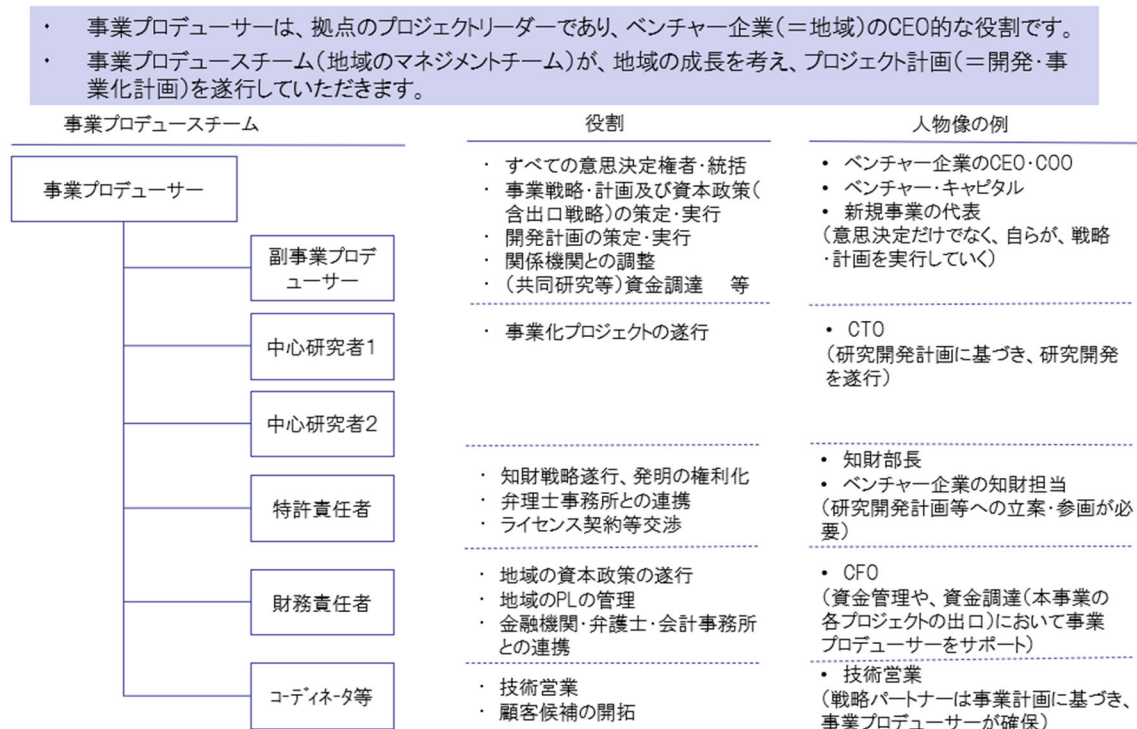 ・ 事業プロデューサーは、拠点のプロジェクトリーダーであり、ベンチャー企業(＝地域)のCEO的な役割です。
・ 事業プロデュースチーム(地域のマネジメントチーム)が、地域の成長を考え、プロジェクト計画(＝開発・事
業化計画)を遂行していただきます。
事業プロデュースチーム
役割
人物像の例
事業プロデューサー
副事業プロデ
ューサー
・ すべての意思決定権者・統括
・ 事業戦略・計画及び資本政策(
含出口戦略)の策定・実行
・ 開発計画の策定・実行
・ 関係機関との調整
・ (共同研究等)資金調達 等
• ベンチャー企業のCEO・COO
• ベンチャー・キャピタル
• 新規事業の代表
(意思決定だけでなく、自らが、戦略
・計画を実行していく)
中心研究者1
中心研究者2
・ 事業化プロジェクトの遂行
• CTO
(研究開発計画に基づき、研究開発
を遂行)
特許責任者
・ 知財戦略遂行、発明の権利化
・ 弁理士事務所との連携
・ ライセンス契約等交渉
• 知財部長
• ベンチャー企業の知財担当
(研究開発計画等への立案・参画が必
要)
財務責任者
・ 地域の資本政策の遂行
・ 地域のPLの管理
・ 金融機関・弁護士・会計事務所
との連携
• CFO
(資金管理や、資金調達(本事業の
各プロジェクトの出口)において事業
プロデューサーをサポート)
コーディネータ等
・ 技術営業
・ 顧客候補の開拓
• 技術営業
(戦略パートナーは事業計画に基づき、
事業プロデューサーが確保)